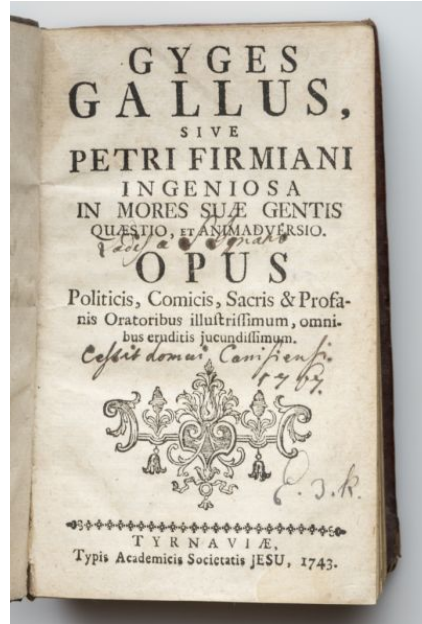 GYGES
GALLUS,
SIVE
PETRI FIRMIANI
INGENIOSA
IN MORES SUÆ GENTIS
QUÆSTIO, ET ANIMADVERSIO.
OPUS
Politicis, Comicis, Sacris & Profa-
nis Oratoribus illuſtriſſimum, omni-
bus eruditis jucundiſſimum.
Ceſsit domui Canisiensi.
1767.
TYRNAVIÆ,
Typis Academicis Societatis JESU, 1743.